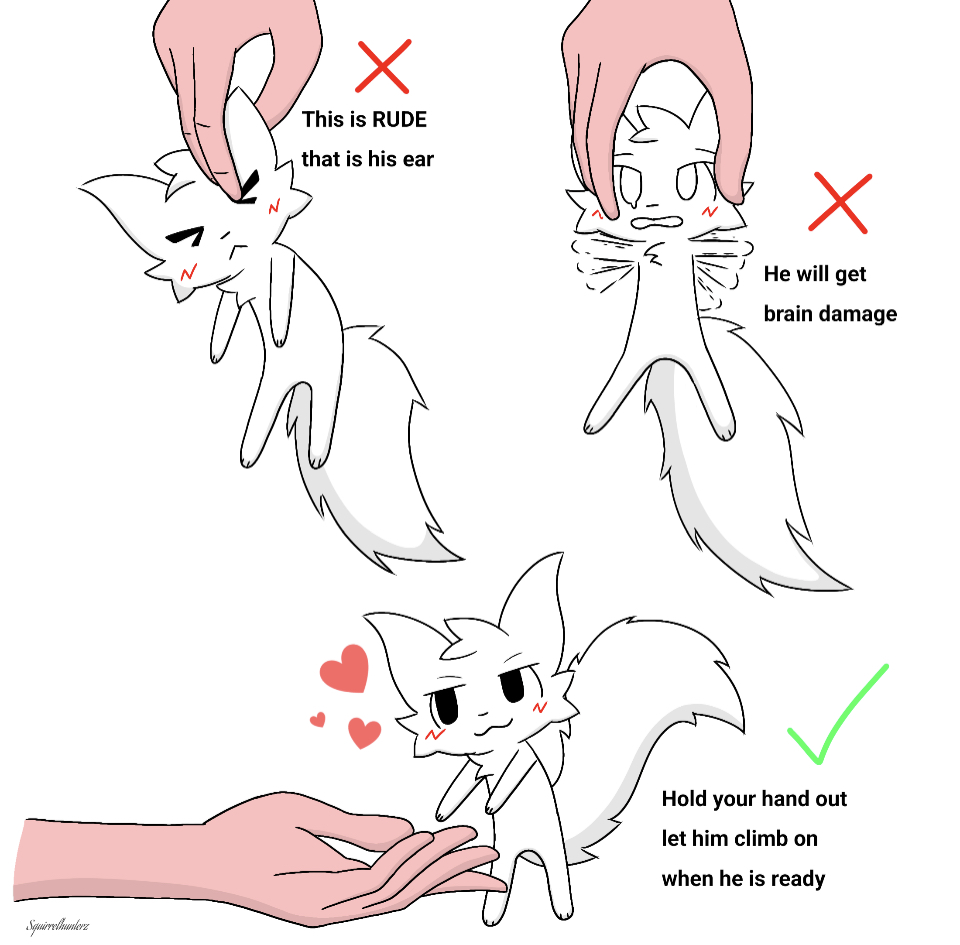 This is RUDE
that is his ear
He will get
brain damage
Hold your hand out
let him climb on
when he is ready
Squirrelhunterz